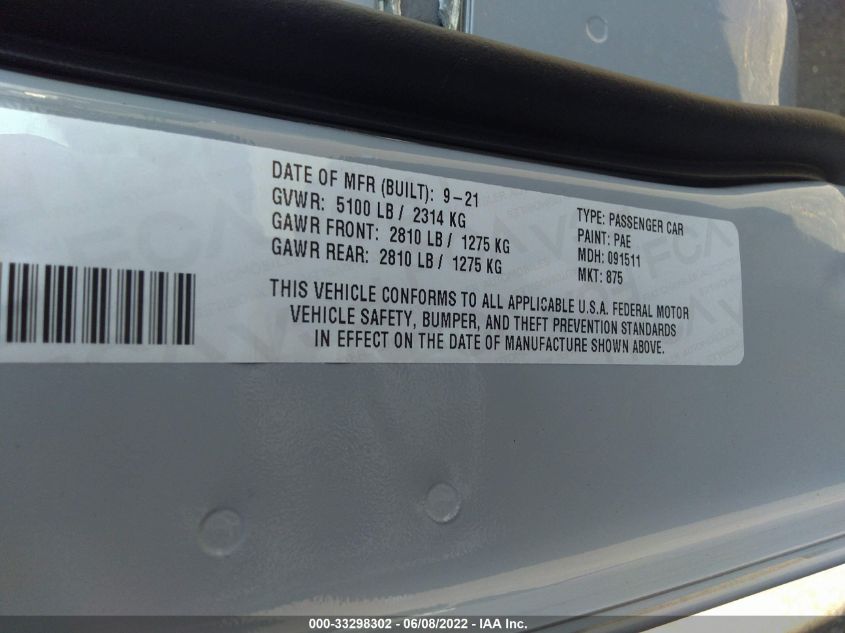 DATE OF MFR (BUILT): 9-21
GVWR: 5100 LB / 2314 KG
GAWR FRONT: 2810 LB / 1275 KG
GAWR REAR: 2810 LB / 1275 KG
TYPE: PASSENGER CAR
PAINT: PAE
MDH: 091511
MKT: 875
THIS VEHICLE CONFORMS TO ALL APPLICABLE U.S.A. FEDERAL MOTOR
VEHICLE SAFETY, BUMPER, AND THEFT PREVENTION STANDARDS
IN EFFECT ON THE DATE OF MANUFACTURE SHOWN ABOVE.
000-33298302 - 06/08/2022 - IAA Inc.